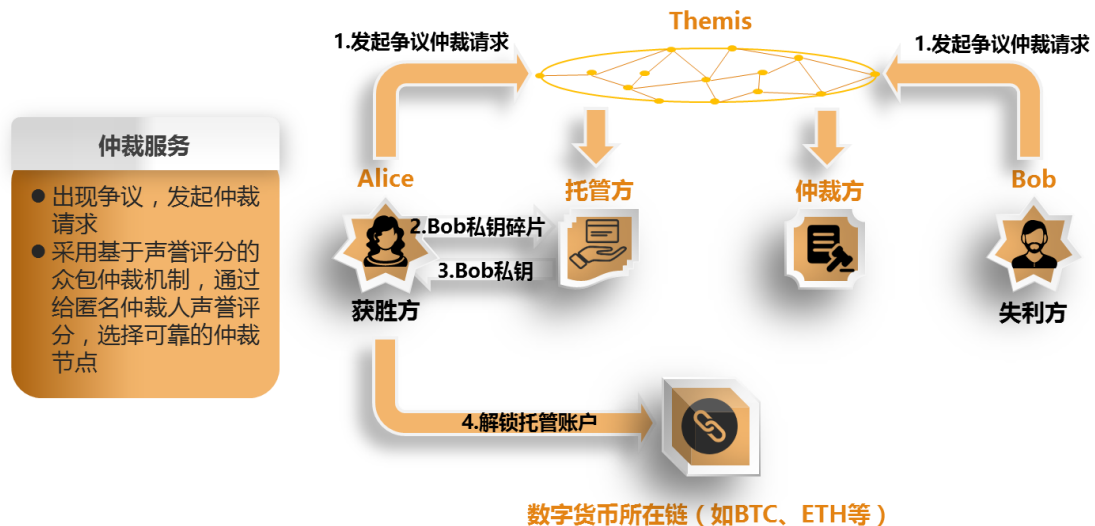 Themis
1.发起争议仲裁请求
1.发起争议仲裁请求
仲裁服务
● 出现争议，发起仲裁
请求
● 采用基于声誉评分的
众包仲裁机制，通过
给匿名仲裁人声誉评
分，选择可靠的仲裁
节点
Alice
托管方
仲裁方
Bob
2.Bob私钥碎片
3.Bob私钥
获胜方
失利方
4.解锁托管账户
数字货币所在链（如BTC、ETH等）